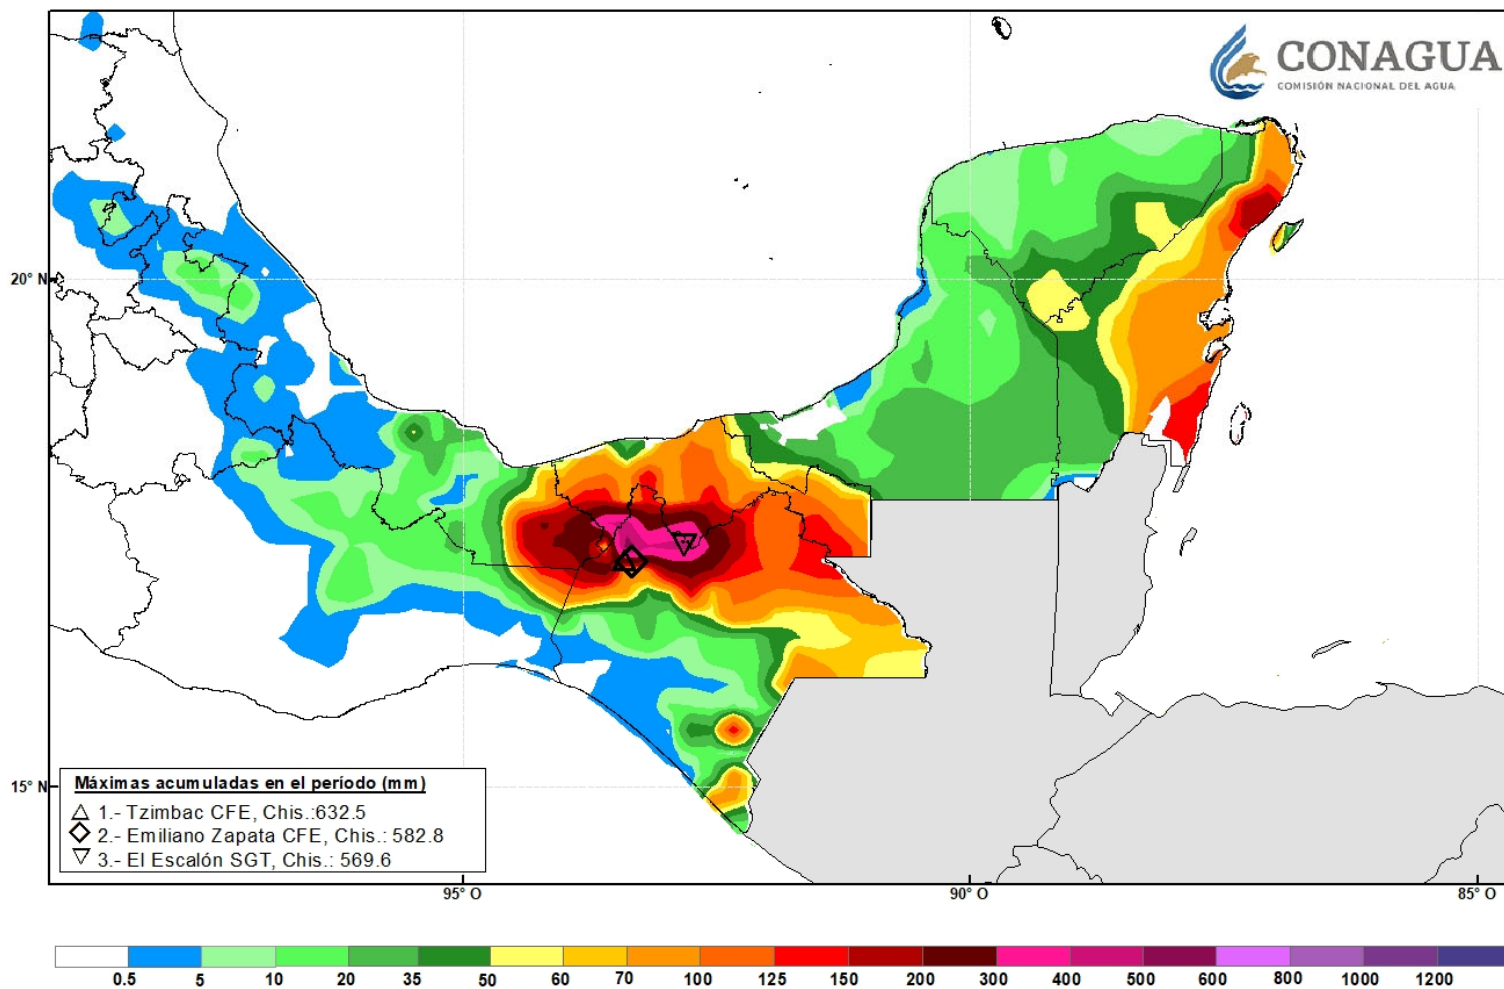 CONAGUA
COMISIÓN NACIONAL DEL AGUA
20° N
15° N
Máximas acumuladas en el período (mm)
1.- Tzimbac CFE, Chis.:632.5
2.- Emiliano Zapata CFE, Chis.: 582.8
3.- El Escalón SGT, Chis.: 569.6
95° O 90° O 85° O
0.5 5 10 20 35 50 60 70 100 125 150 200 300 400 500 600 800 1000 1200